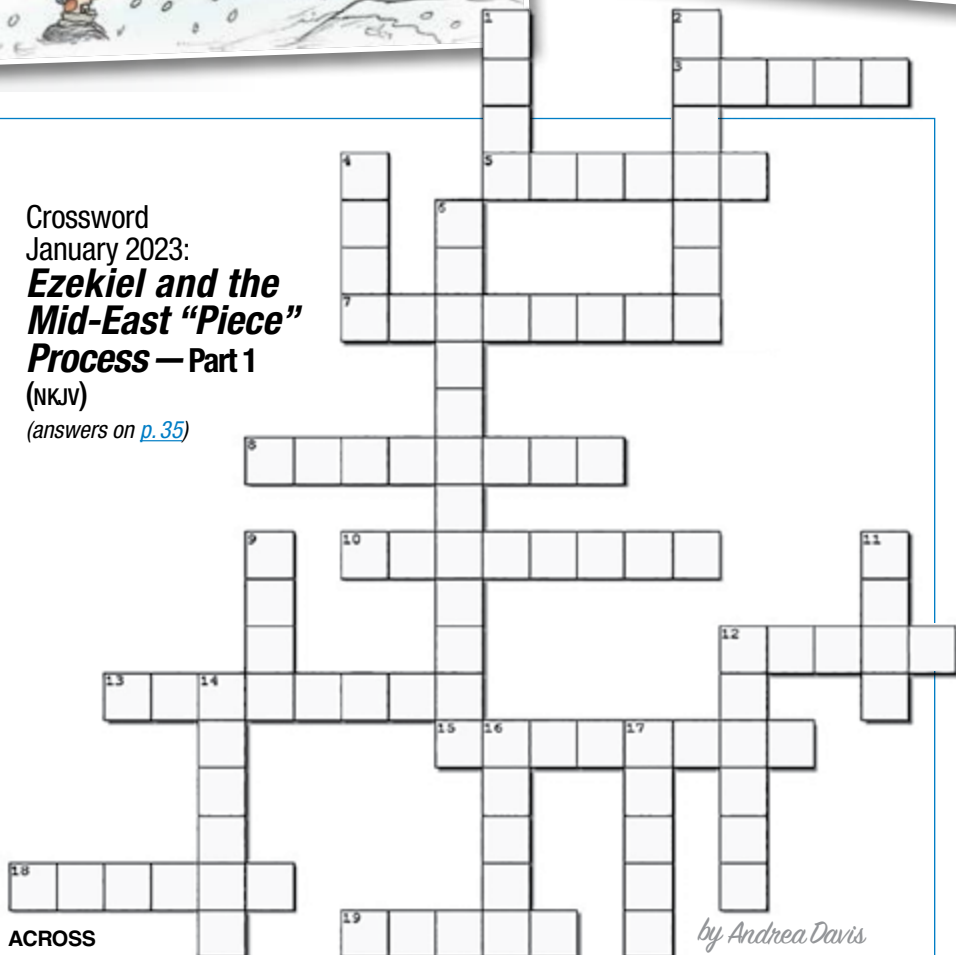 1
2
3
4
5
6
Crossword
January 2023:
Ezekiel and the
Mid-East “Piece”
Process — Part 1
(NKJV)
(answers on p. 35)
7
8
9
10
11
12
13
14
15
16
17
18
19
ACROSS
by Andrea Davis